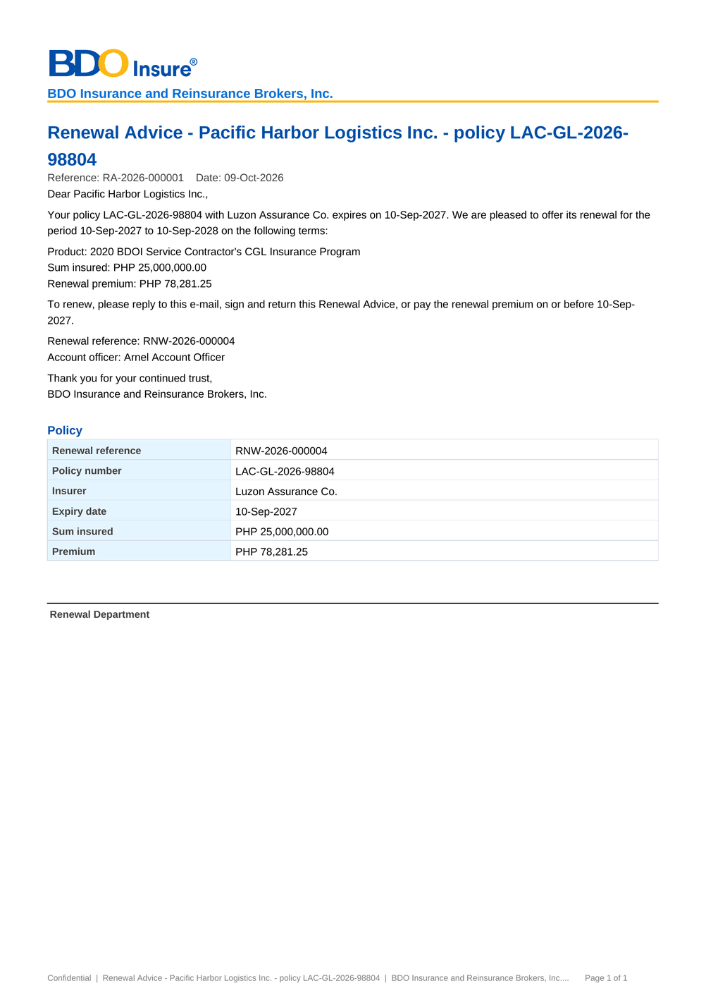 BDO Insure®
BDO Insurance and Reinsurance Brokers, Inc.
Renewal Advice - Pacific Harbor Logistics Inc. - policy LAC-GL-2026-
98804
Reference: RA-2026-000001    Date: 09-Oct-2026
Dear Pacific Harbor Logistics Inc.,
Your policy LAC-GL-2026-98804 with Luzon Assurance Co. expires on 10-Sep-2027. We are pleased to offer its renewal for the
period 10-Sep-2027 to 10-Sep-2028 on the following terms:
Product: 2020 BDOI Service Contractor's CGL Insurance Program
Sum insured: PHP 25,000,000.00
Renewal premium: PHP 78,281.25
To renew, please reply to this e-mail, sign and return this Renewal Advice, or pay the renewal premium on or before 10-Sep-
2027.
Renewal reference: RNW-2026-000004
Account officer: Arnel Account Officer
Thank you for your continued trust,
BDO Insurance and Reinsurance Brokers, Inc.
Policy
Renewal reference RNW-2026-000004
Policy number LAC-GL-2026-98804
Insurer Luzon Assurance Co.
Expiry date 10-Sep-2027
Sum insured PHP 25,000,000.00
Premium PHP 78,281.25
Renewal Department
Confidential | Renewal Advice - Pacific Harbor Logistics Inc. - policy LAC-GL-2026-98804 | BDO Insurance and Reinsurance Brokers, Inc.... Page 1 of 1